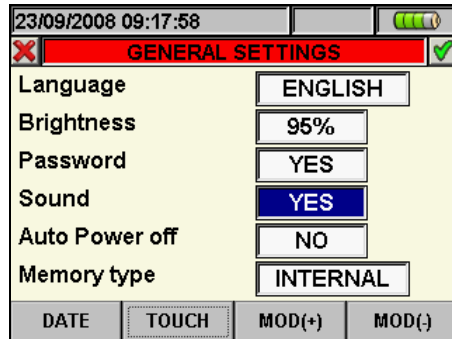 23/09/2008 09:17:58
GENERAL SETTINGS
Language ENGLISH
Brightness 95%
Password YES
Sound YES
Auto Power off NO
Memory type INTERNAL
DATE TOUCH MOD(+) MOD(-)